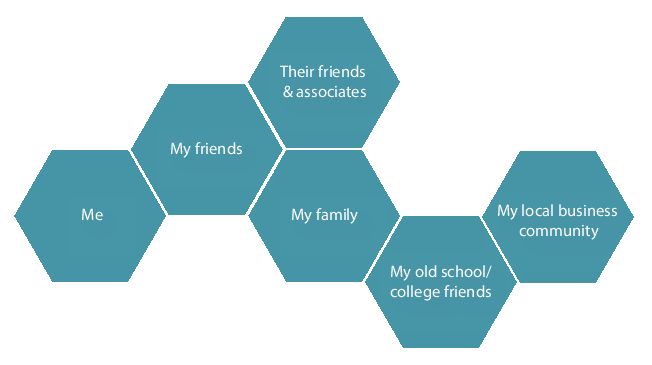 Their friends
& associates
My friends
Me
My family
My local business
community
My old school/
college friends